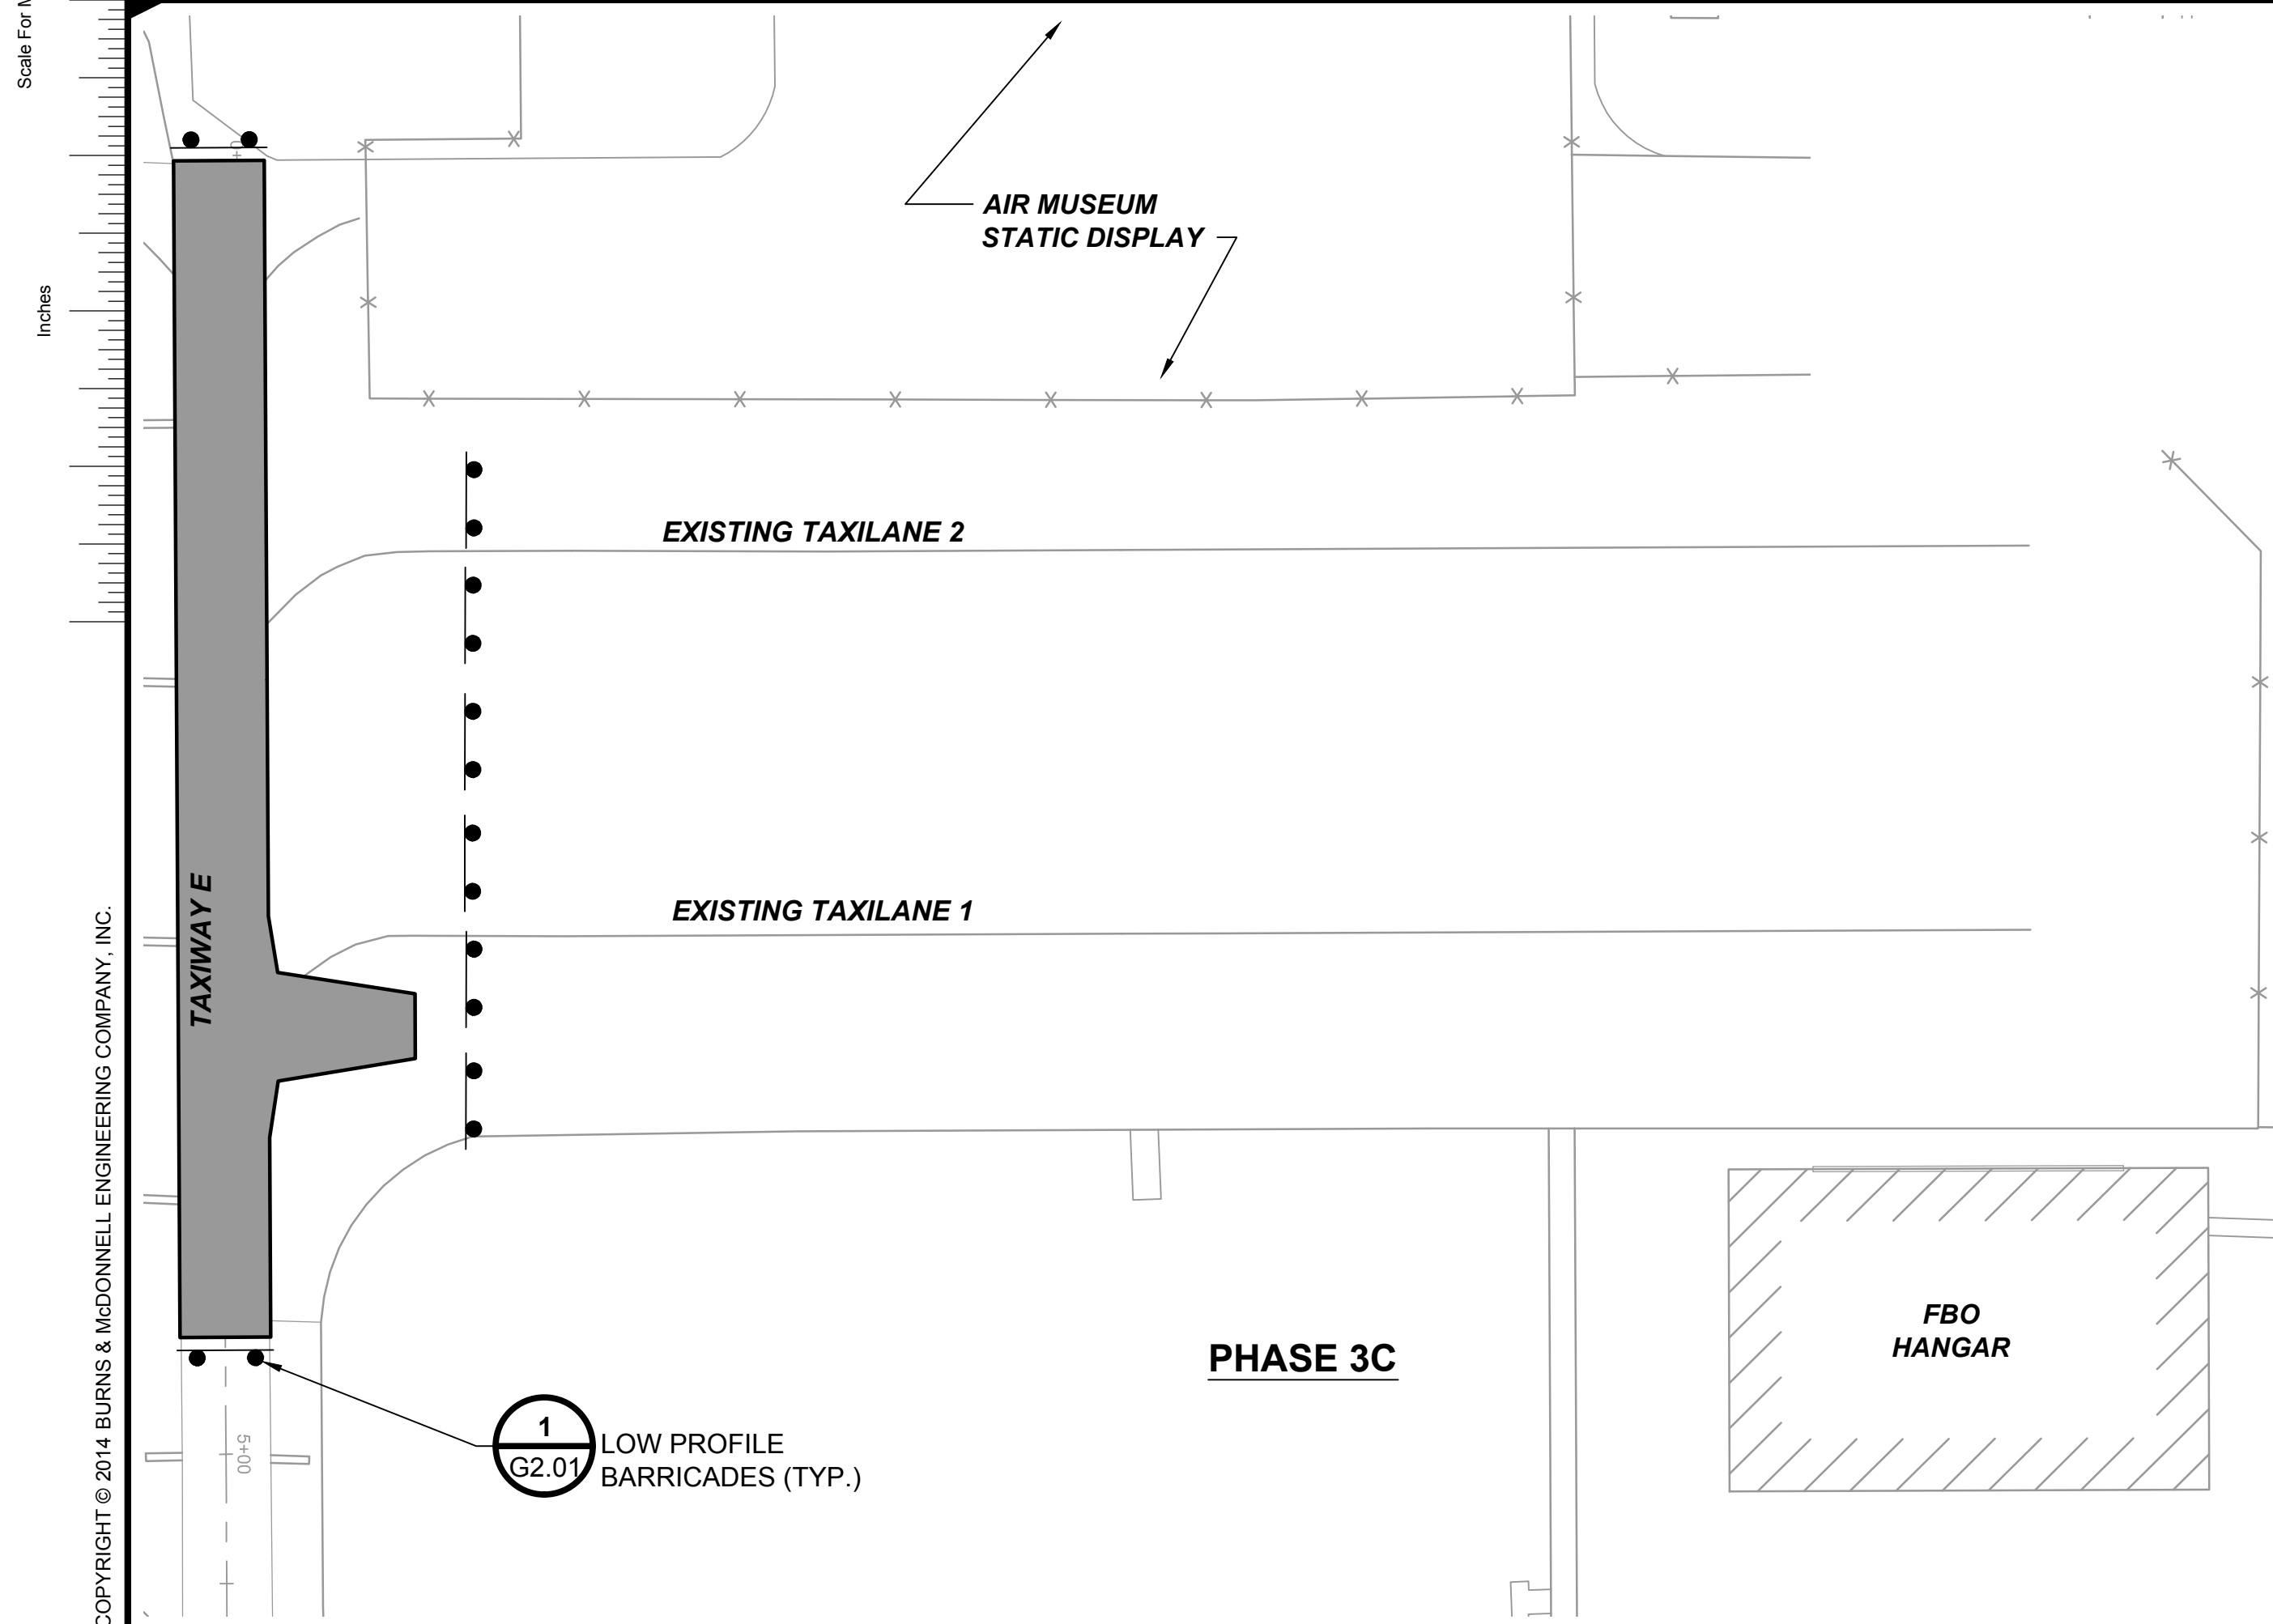 Scale For M
Inches
AIR MUSEUM
STATIC DISPLAY
EXISTING TAXILANE 2
EXISTING TAXILANE 1
TAXIWAY E
PHASE 3C
FBO
HANGAR
1
G2.01
LOW PROFILE
BARRICADES (TYP.)
5+00
COPYRIGHT © 2014 BURNS & McDONNELL ENGINEERING COMPANY, INC.